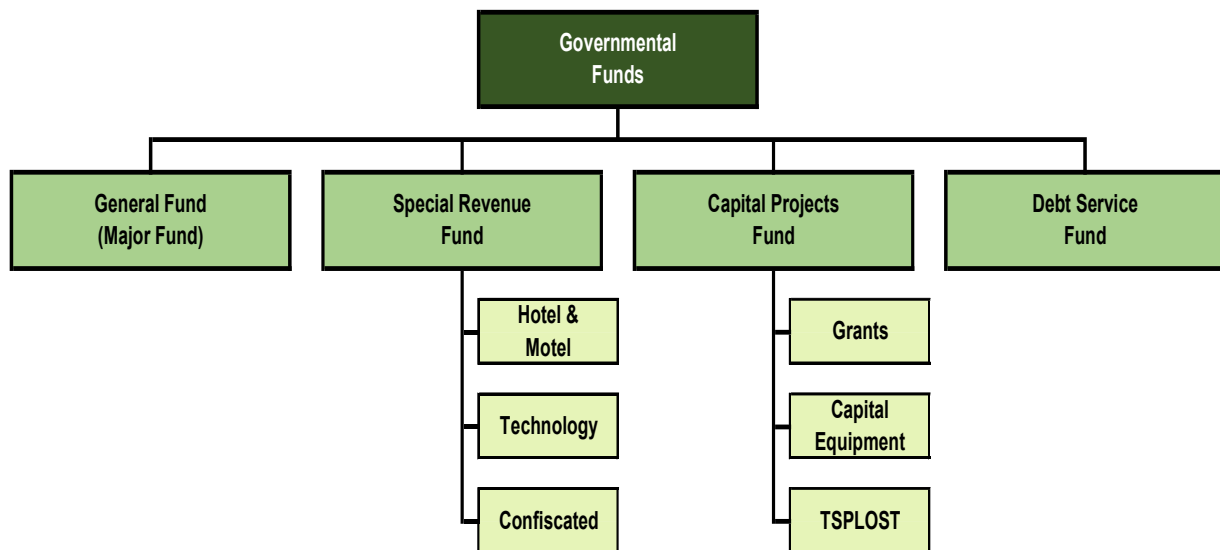 Governmental
Funds
General Fund
(Major Fund)
Special Revenue
Fund
Capital Projects
Fund
Debt Service
Fund
Hotel &
Motel
Technology
Confiscated
Grants
Capital
Equipment
TSPLOST